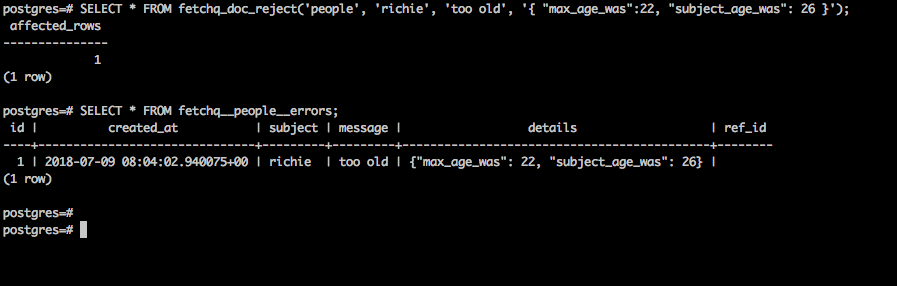 postgres=# SELECT * FROM fetchq_doc_reject('people', 'richie', 'too old', '{ "max_age_was":22, "subject_age_was": 26 }');
 affected_rows
---------------
             1
(1 row)

postgres=# SELECT * FROM fetchq__people__errors;
 id |          created_at           | subject | message |                  details                  | ref_id
----+-------------------------------+---------+---------+-------------------------------------------+--------
  1 | 2018-07-09 08:04:02.940075+00 | richie  | too old | {"max_age_was": 22, "subject_age_was": 26} |
(1 row)

postgres=#
postgres=#